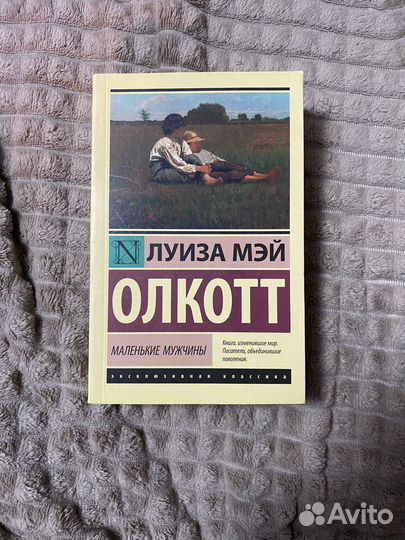 N ЛУИЗА МЭЙ
ОЛКОТТ
МАЛЕНЬКИЕ МУЖЧИНЫ
Книги, изменившие мир.
Писатели, объединившие
поколения.
эксклюзивная классика
Avito